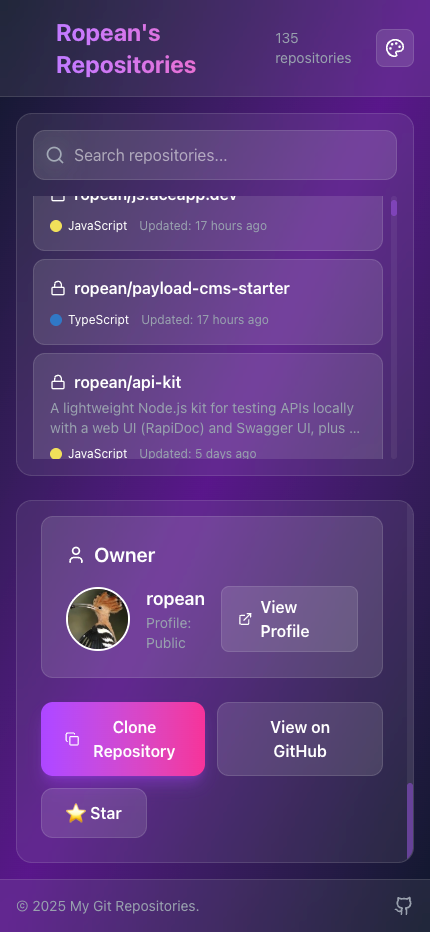 Ropean's
Repositories
135
repositories
Search repositories...
ropean/js.aceapp.dev
JavaScript Updated: 17 hours ago
ropean/payload-cms-starter
TypeScript Updated: 17 hours ago
ropean/api-kit
A lightweight Node.js kit for testing APIs locally
with a web UI (RapiDoc) and Swagger UI, plus ...
JavaScript Updated: 5 days ago
Owner
ropean
Profile:
Public
View
Profile
Clone
Repository
View on
GitHub
⭐ Star
© 2025 My Git Repositories.